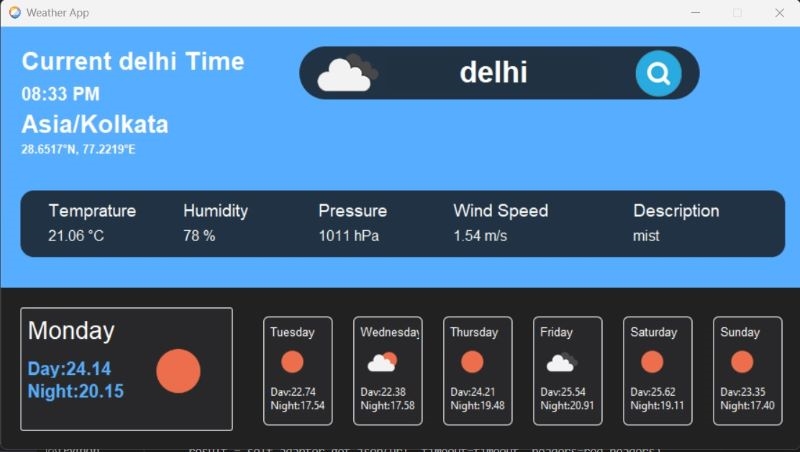 Weather App
Current delhi Time
08:33 PM
Asia/Kolkata
28.6517°N, 77.2219°E
delhi
Temprature Humidity Pressure Wind Speed Description
21.06 °C 78 % 1011 hPa 1.54 m/s mist
Monday
Day:24.14
Night:20.15
Tuesday
Day:22.74
Night:17.54
Wednesday
Day:22.38
Night:17.58
Thursday
Day:24.21
Night:19.48
Friday
Day:25.54
Night:20.91
Saturday
Day:25.62
Night:19.11
Sunday
Day:23.35
Night:17.40